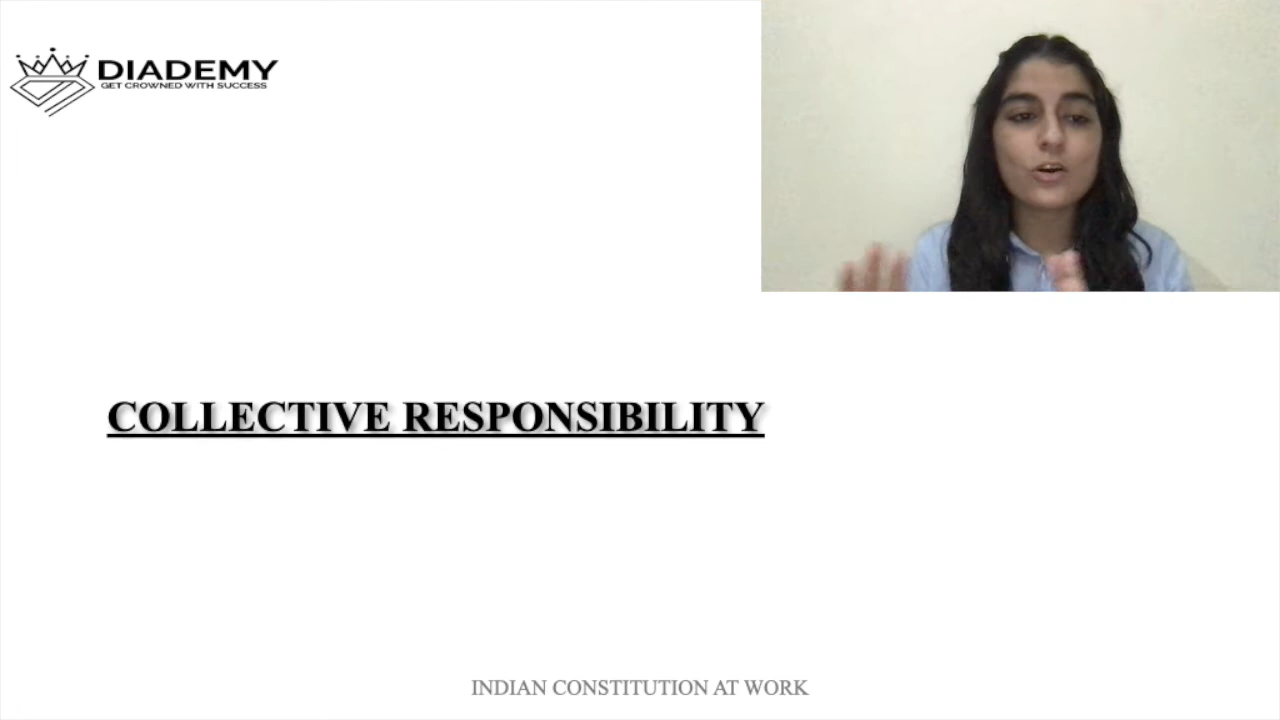 DIADEMY
GET CROWNED WITH SUCCESS
COLLECTIVE RESPONSIBILITY
INDIAN CONSTITUTION AT WORK